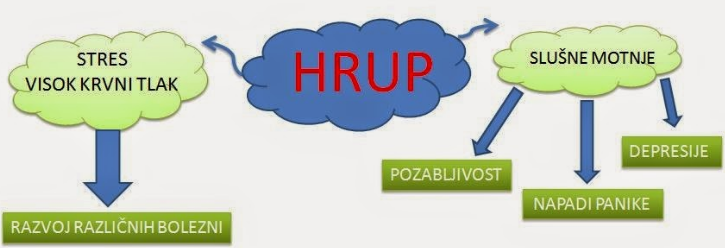 HRUP
STRES
VISOK KRVNI TLAK
RAZVOJ RAZLIČNIH BOLEZNI
SLUŠNE MOTNJE
POZABLJIVOST
NAPADI PANIKE
DEPRESIJE